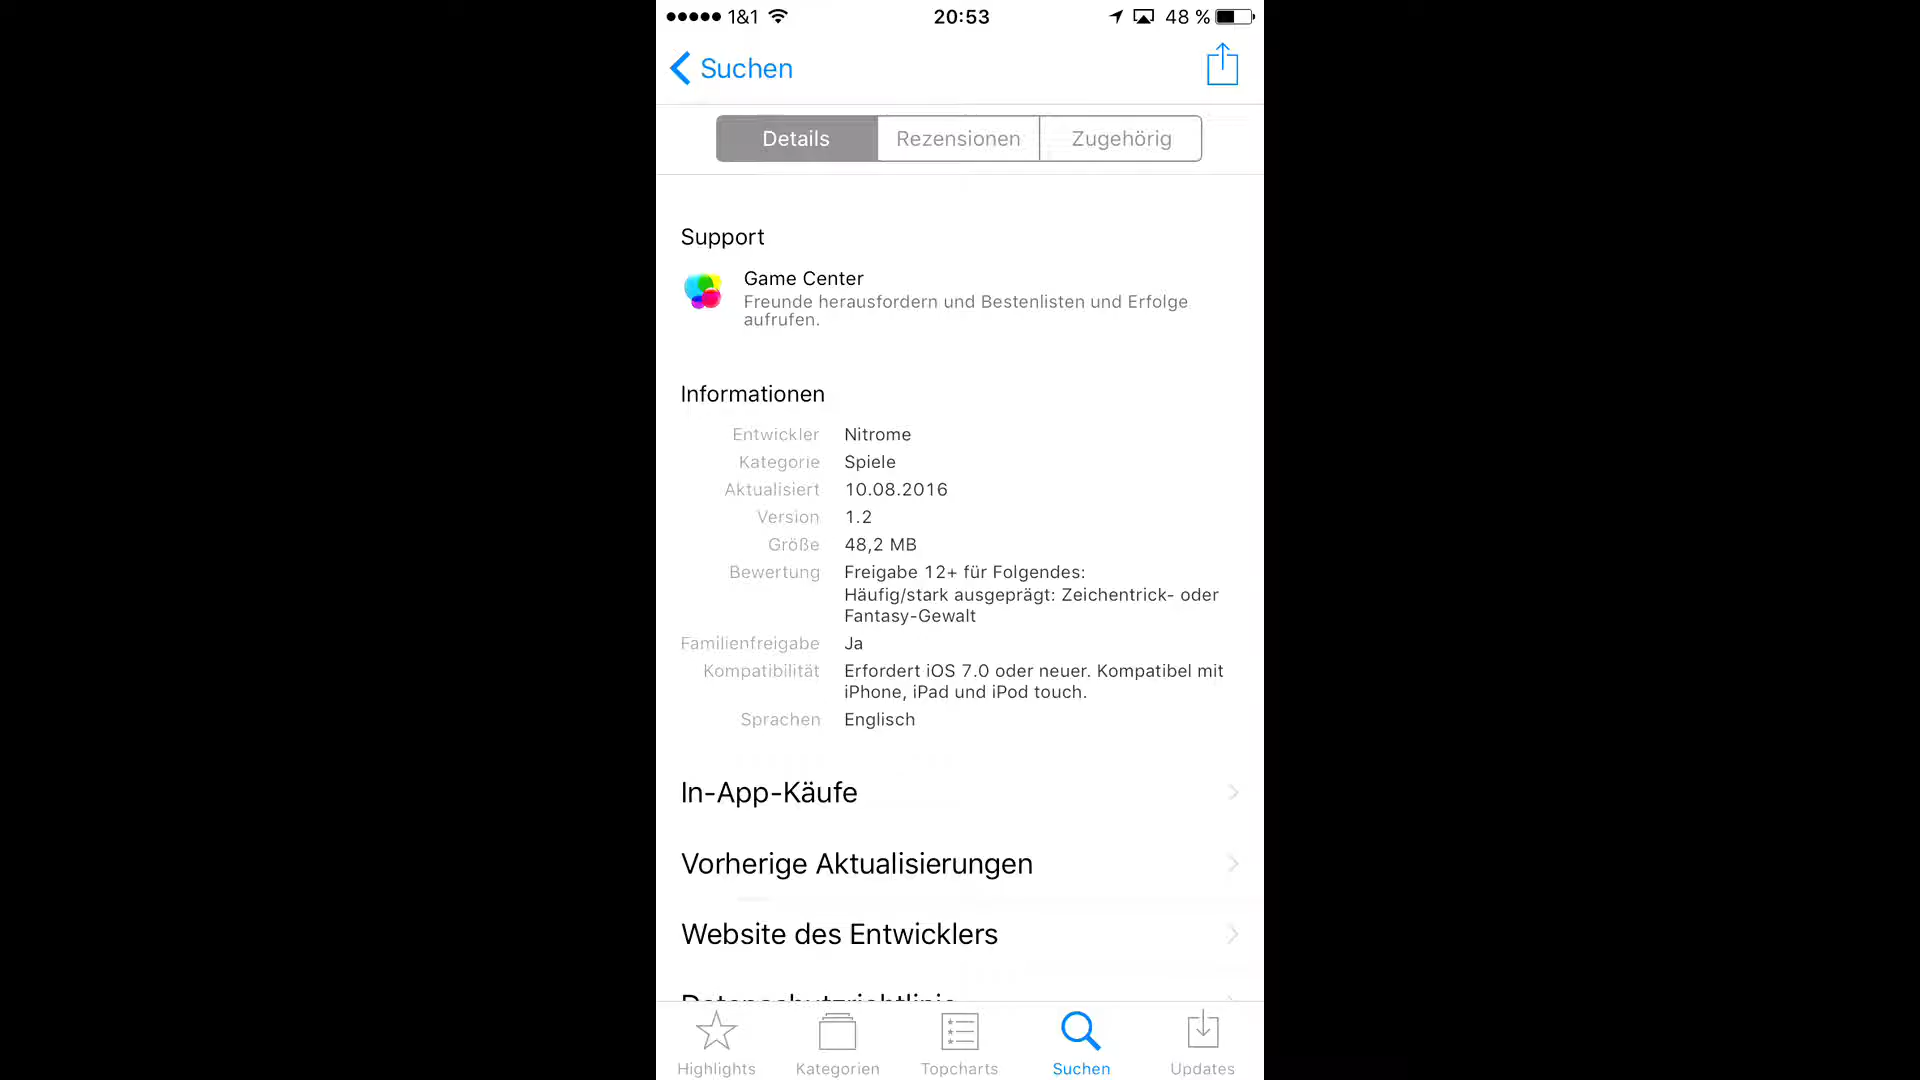 1&1 20:53 48 %
Suchen
Details Rezensionen Zugehörig
Support
Game Center
Freunde herausfordern und Bestenlisten und Erfolge
aufrufen.
Informationen
Entwickler Nitrome
Kategorie Spiele
Aktualisiert 10.08.2016
Version 1.2
Größe 48,2 MB
Bewertung Freigabe 12+ für Folgendes:
Häufig/stark ausgeprägt: Zeichentrick- oder
Fantasy-Gewalt
Familienfreigabe Ja
Kompatibilität Erfordert iOS 7.0 oder neuer. Kompatibel mit
iPhone, iPad und iPod touch.
Sprachen Englisch
In-App-Käufe
Vorherige Aktualisierungen
Website des Entwicklers
Datenschutzrichtlinie
Highlights Kategorien Topcharts Suchen Updates